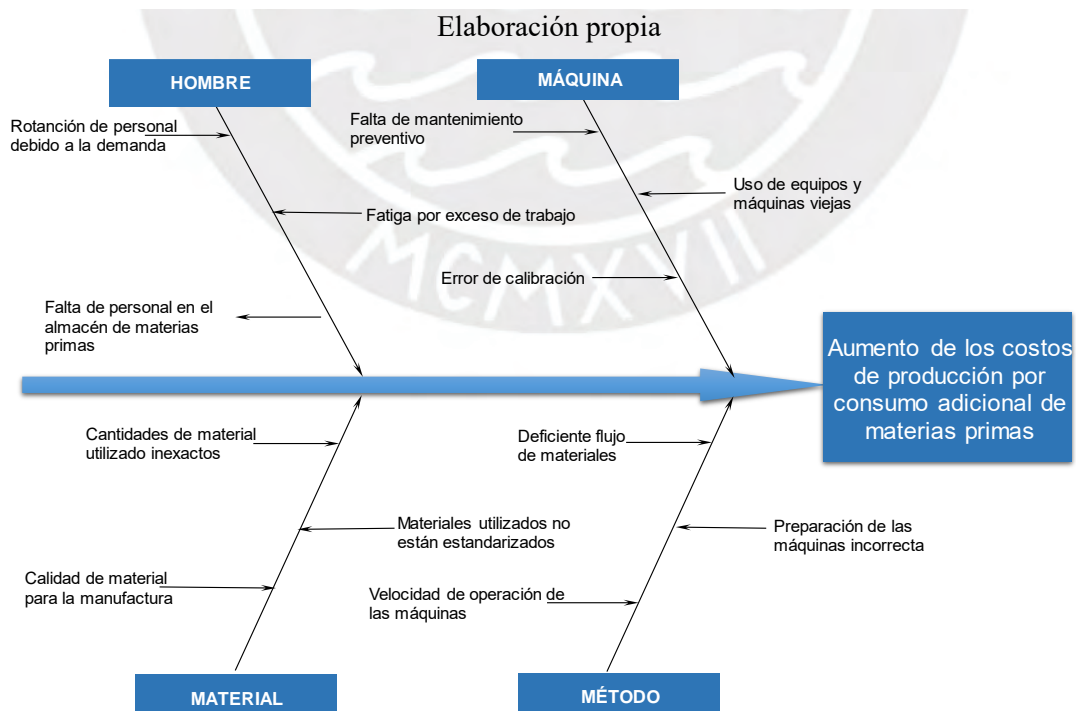 Elaboración propia
HOMBRE
MÁQUINA
Rotanción de personal
debido a la demanda
Falta de mantenimiento
preventivo
Uso de equipos y
máquinas viejas
Fatiga por exceso de trabajo
MCMXVII
Error de calibración
Falta de personal en el
almacén de materias
primas
Aumento de los costos
de producción por
consumo adicional de
materias primas
Cantidades de material
utilizado inexactos
Deficiente flujo
de materiales
Materiales utilizados no
están estandarizados
Preparación de las
máquinas incorrecta
Calidad de material
para la manufactura
Velocidad de operación de
las máquinas
MATERIAL
MÉTODO